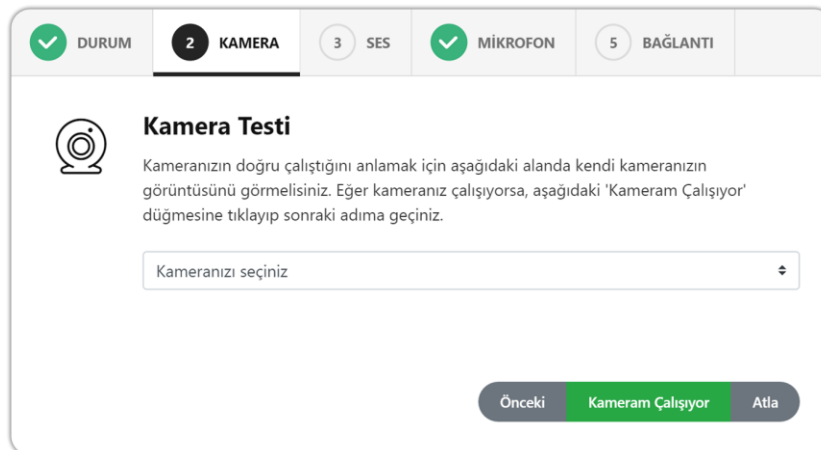 DURUM
2 KAMERA
3 SES
MİKROFON
5 BAĞLANTI
Kamera Testi
Kameranızın doğru çalıştığını anlamak için aşağıdaki alanda kendi kameranızın
görüntüsünü görmelisiniz. Eğer kameranız çalışıyorsa, aşağıdaki 'Kameram Çalışıyor'
düğmesine tıklayıp sonraki adıma geçiniz.
Kameranızı seçiniz
Önceki
Kameram Çalışıyor
Atla